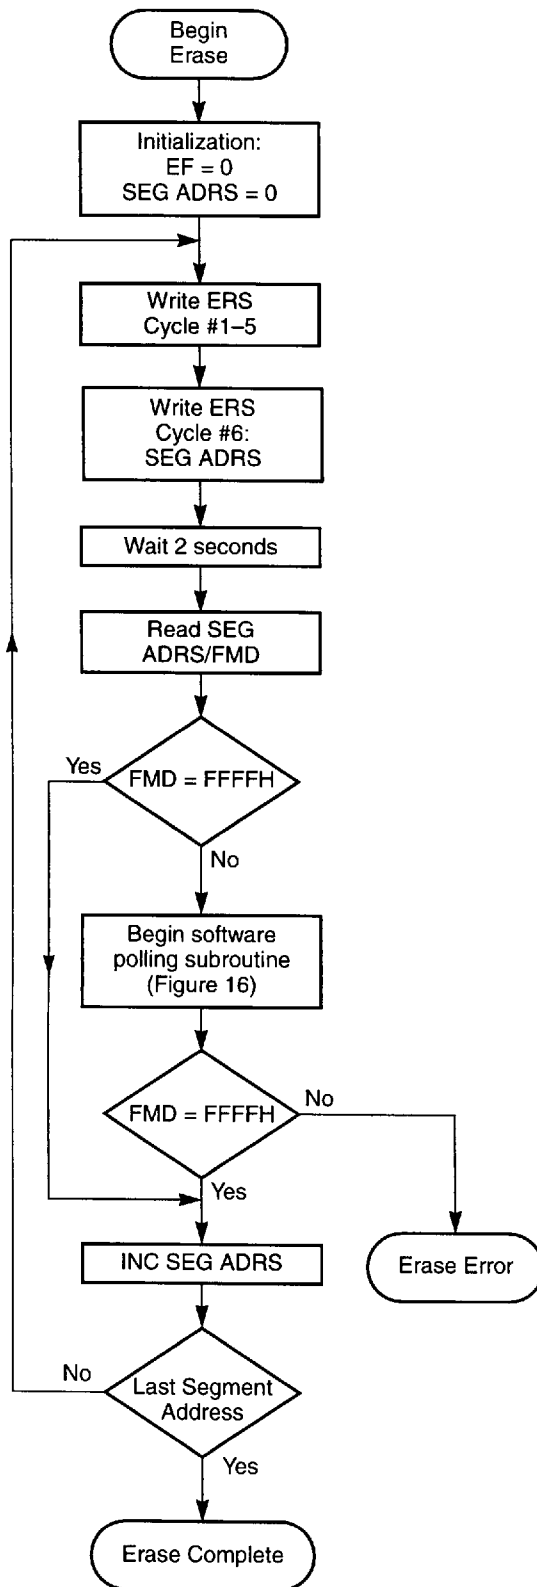 Begin
Erase
Initialization:
EF = 0
SEG ADRS = 0
Write ERS
Cycle #1–5
Write ERS
Cycle #6:
SEG ADRS
Wait 2 seconds
Read SEG
ADRS/FMD
Yes
FMD = FFFFH
No
Begin software
polling subroutine
(Figure 16)
No
FMD = FFFFH
Yes
INC SEG ADRS
Erase Error
No
Last Segment
Address
Yes
Erase Complete